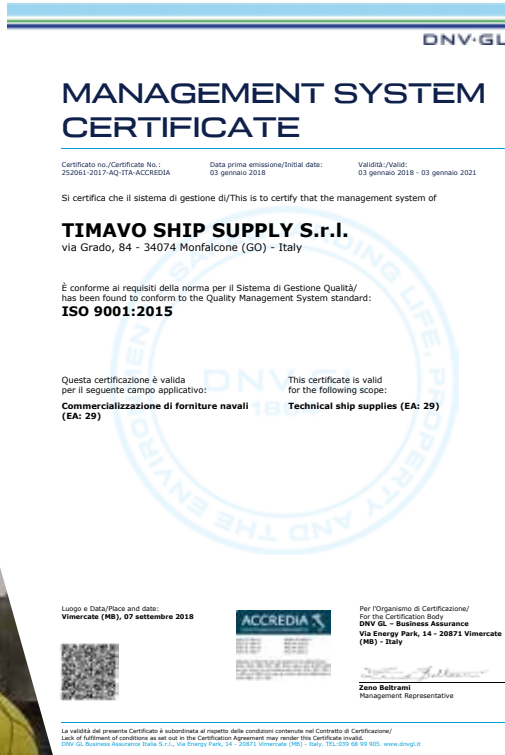 DNV·GL
MANAGEMENT SYSTEM
CERTIFICATE
Certificato no./Certificate No.:
252061-2017-AQ-ITA-ACCREDIA
Data prima emissione/Initial date:
03 gennaio 2018
Validità:/Valid:
03 gennaio 2018 - 03 gennaio 2021
Si certifica che il sistema di gestione di/This is to certify that the management system of
TIMAVO SHIP SUPPLY S.r.l.
via Grado, 84 - 34074 Monfalcone (GO) - Italy
È conforme ai requisiti della norma per il Sistema di Gestione Qualità/
has been found to conform to the Quality Management System standard:
ISO 9001:2015
Questa certificazione è valida
per il seguente campo applicativo:
Commercializzazione di forniture navali
(EA: 29)
This certificate is valid
for the following scope:
Technical ship supplies (EA: 29)
DNV·GL
Luogo e Data/Place and date:
Vimercate (MB), 07 settembre 2018
ACCREDIA
Per l'Organismo di Certificazione/
For the Certification Body
DNV GL – Business Assurance
Via Energy Park, 14 - 20871 Vimercate
(MB) - Italy
Zeno Beltrami
Management Representative
La validità del presente Certificato è subordinata al rispetto delle condizioni contenute nel Contratto di Certificazione/
Lack of fulfilment of conditions as set out in the Certification Agreement may render this Certificate invalid.
DNV GL Business Assurance Italia S.r.l., Via Energy Park, 14 - 20871 Vimercate (MB) - Italy. TEL:039 68 99 905. www.dnvgl.it